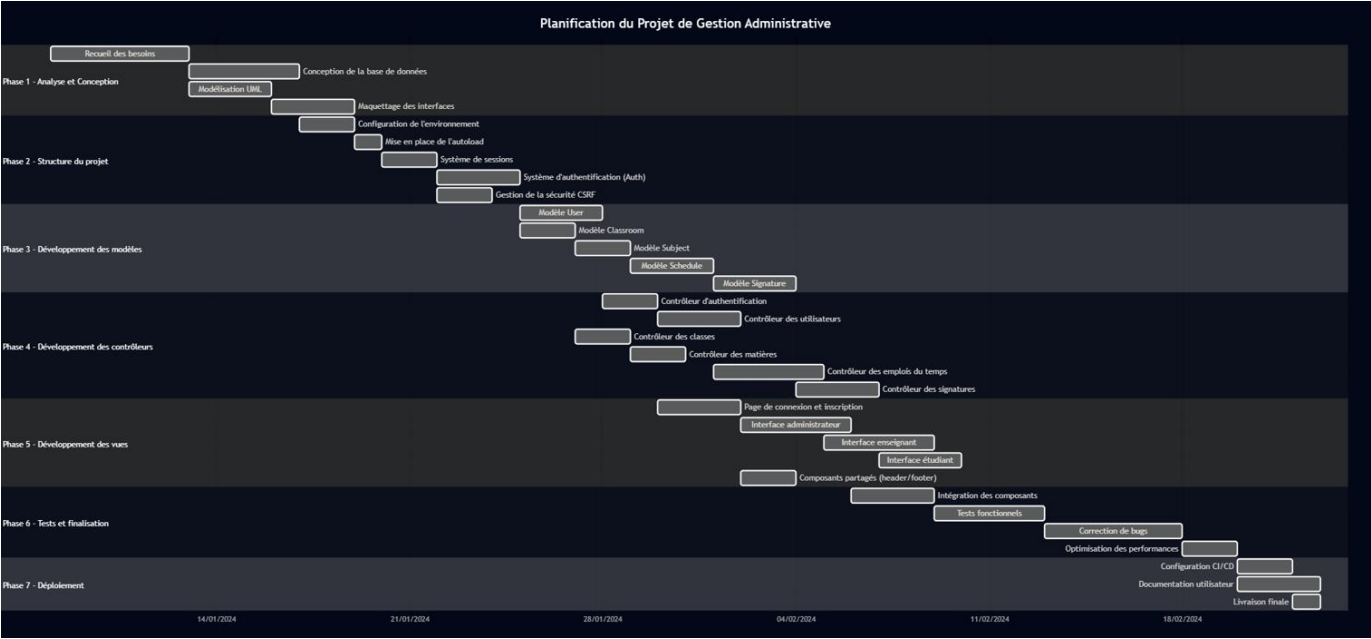 Planification du Projet de Gestion Administrative
Recueil des besoins
Conception de la base de données
Phase 1 - Analyse et Conception
Modélisation UML
Maquettage des interfaces
Configuration de l'environnement
Mise en place de l'autoload
Phase 2 - Structure du projet
Système de sessions
Système d'authentification (Auth)
Gestion de la sécurité CSRF
Modèle User
Modèle Classroom
Phase 3 - Développement des modèles
Modèle Subject
Modèle Schedule
Modèle Signature
Contrôleur d'authentification
Contrôleur des utilisateurs
Contrôleur des classes
Phase 4 - Développement des contrôleurs
Contrôleur des matières
Contrôleur des emplois du temps
Contrôleur des signatures
Page de connexion et inscription
Interface administrateur
Phase 5 - Développement des vues
Interface enseignant
Interface étudiant
Composants partagés (header/footer)
Intégration des composants
Tests fonctionnels
Phase 6 - Tests et finalisation
Correction de bugs
Optimisation des performances
Configuration CI/CD
Phase 7 - Déploiement
Documentation utilisateur
Livraison finale
14/01/2024 21/01/2024 28/01/2024 04/02/2024 11/02/2024 18/02/2024